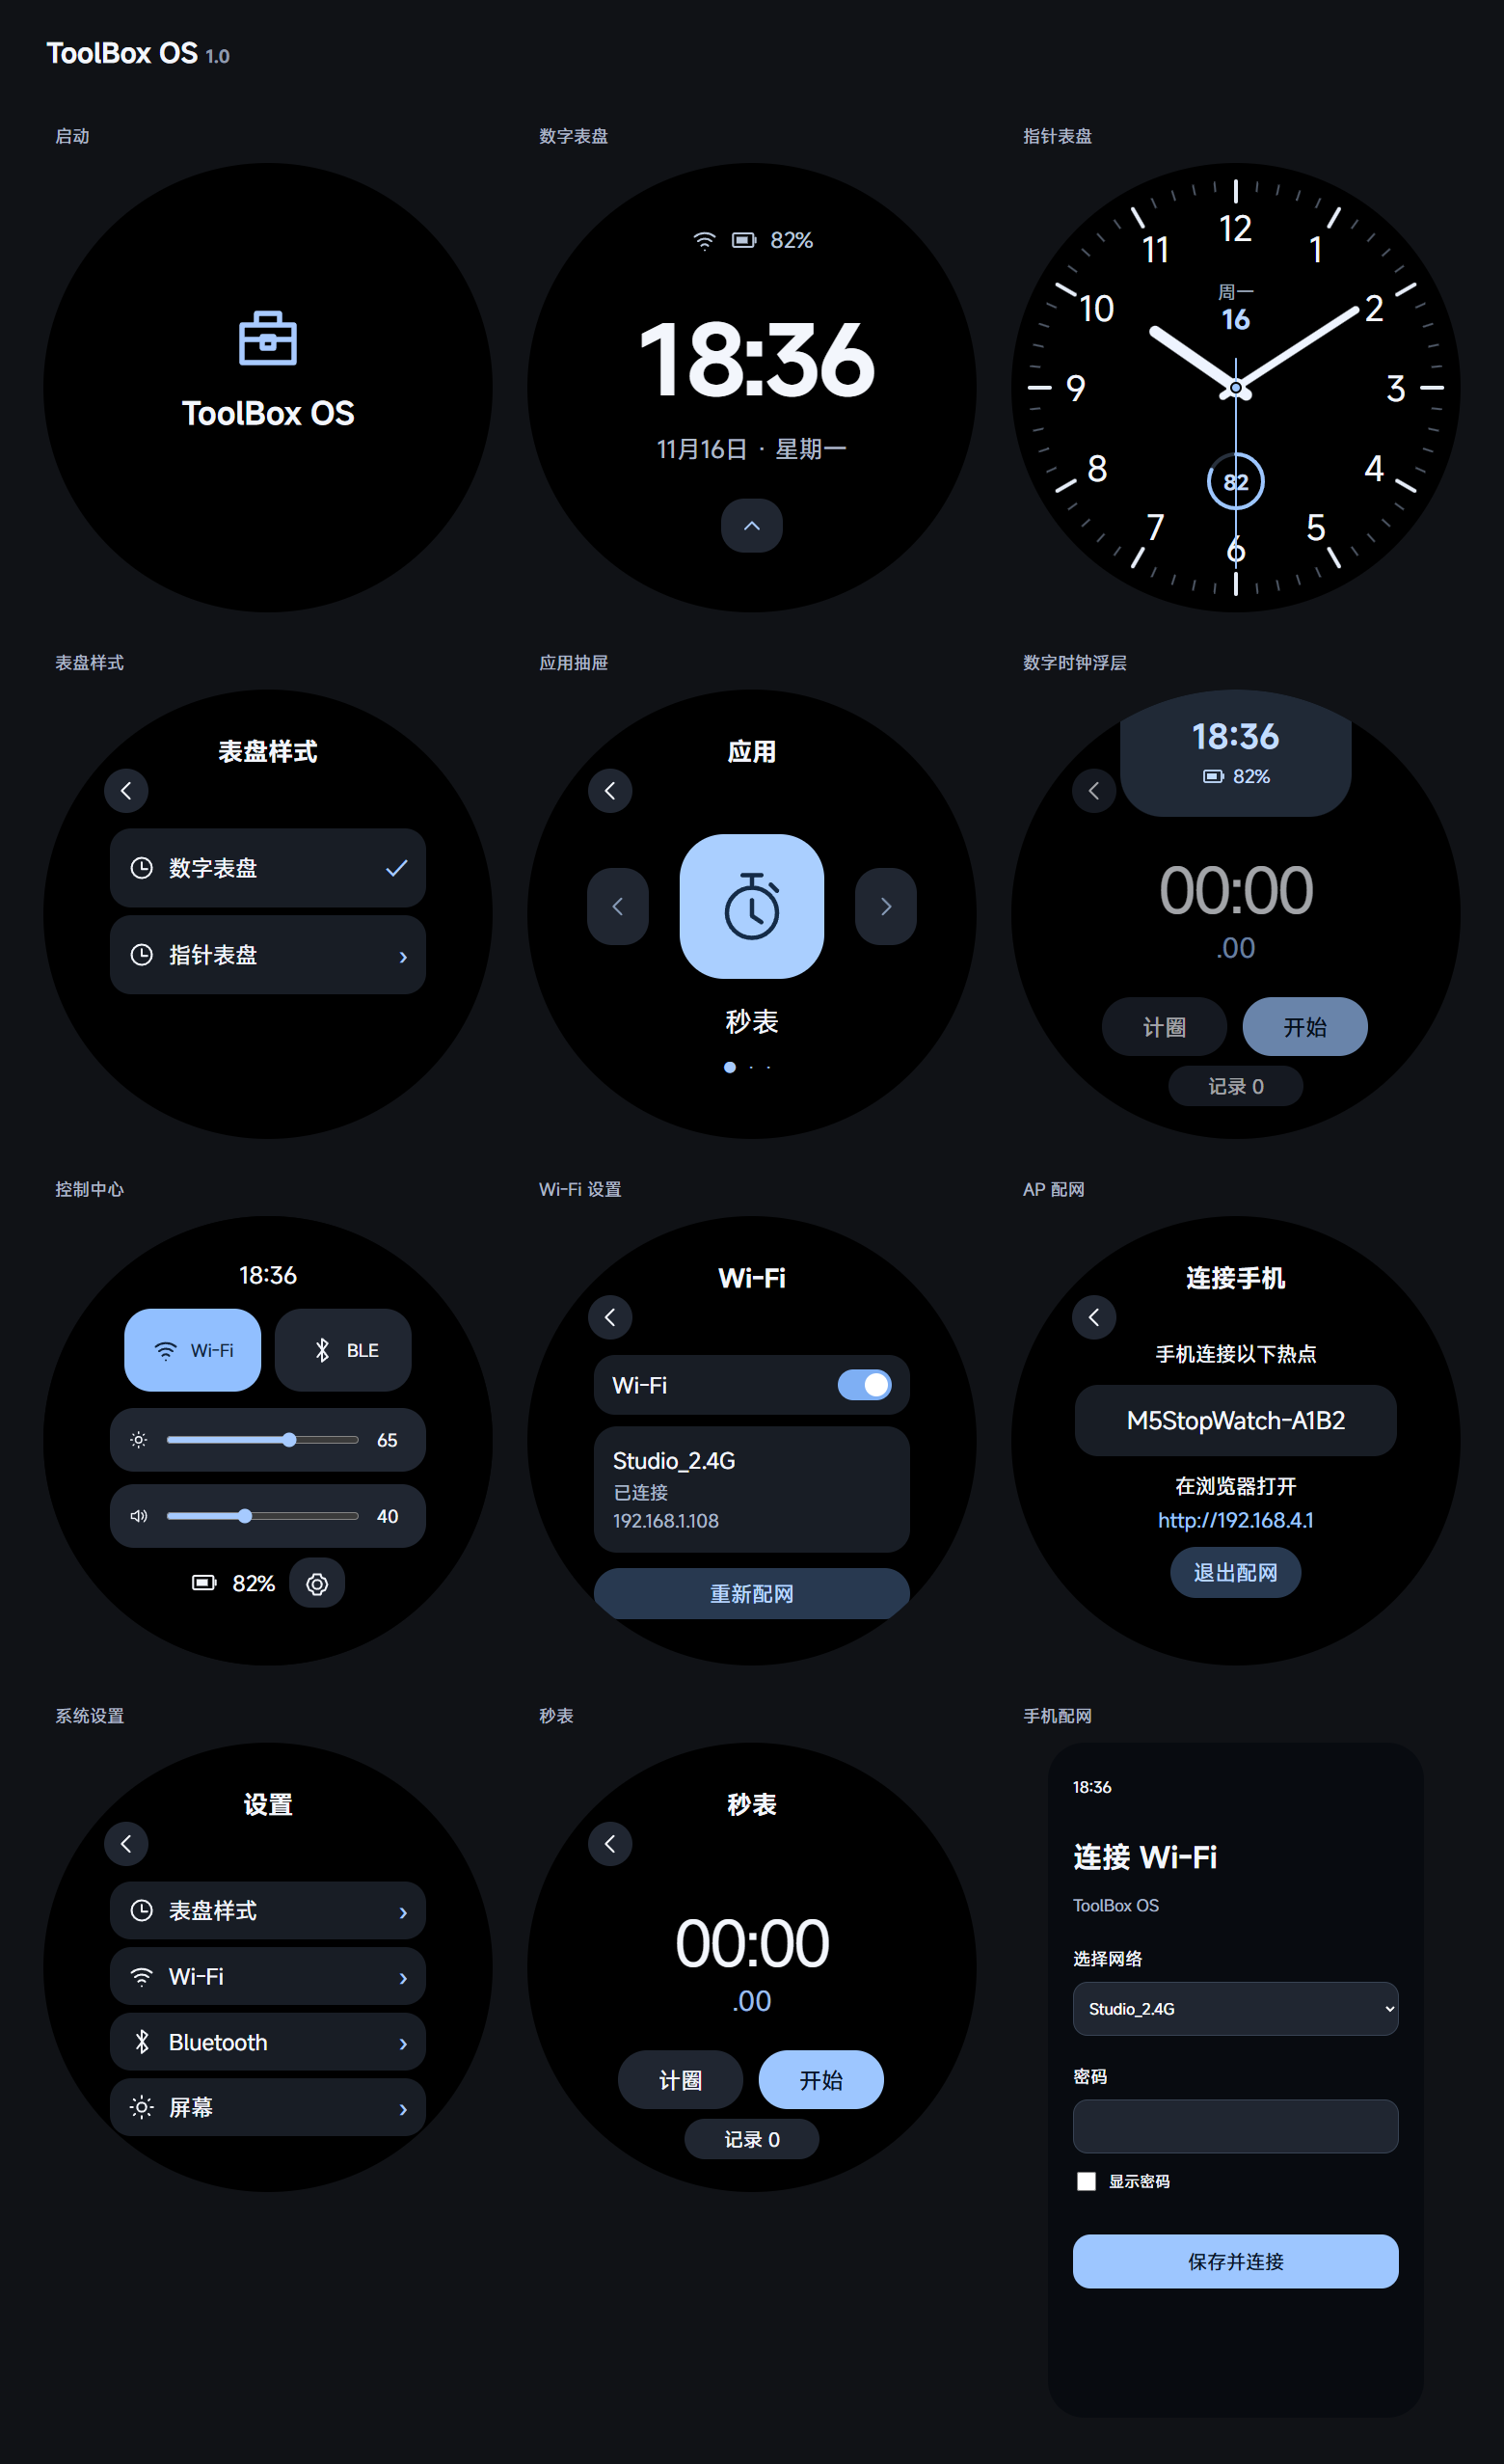 ToolBox OS 1.0
启动
ToolBox OS
数字表盘
82%
18:36
11月16日 · 星期一
指针表盘
12
1
2
3
4
5
6
7
8
9
10
11
周一
16
82
表盘样式
表盘样式
数字表盘
指针表盘
应用抽屉
应用
秒表
数字时钟浮层
18:36
82%
00:00
.00
计圈 开始
记录 0
控制中心
18:36
Wi-Fi BLE
65
40
82%
Wi-Fi 设置
Wi-Fi
Wi-Fi
Studio_2.4G
已连接
192.168.1.108
重新配网
AP 配网
连接手机
手机连接以下热点
M5StopWatch-A1B2
在浏览器打开
http://192.168.4.1
退出配网
系统设置
设置
表盘样式
Wi-Fi
Bluetooth
屏幕
秒表
秒表
00:00
.00
计圈 开始
记录 0
手机配网
18:36
连接 Wi-Fi
ToolBox OS
选择网络
Studio_2.4G
密码
显示密码
保存并连接